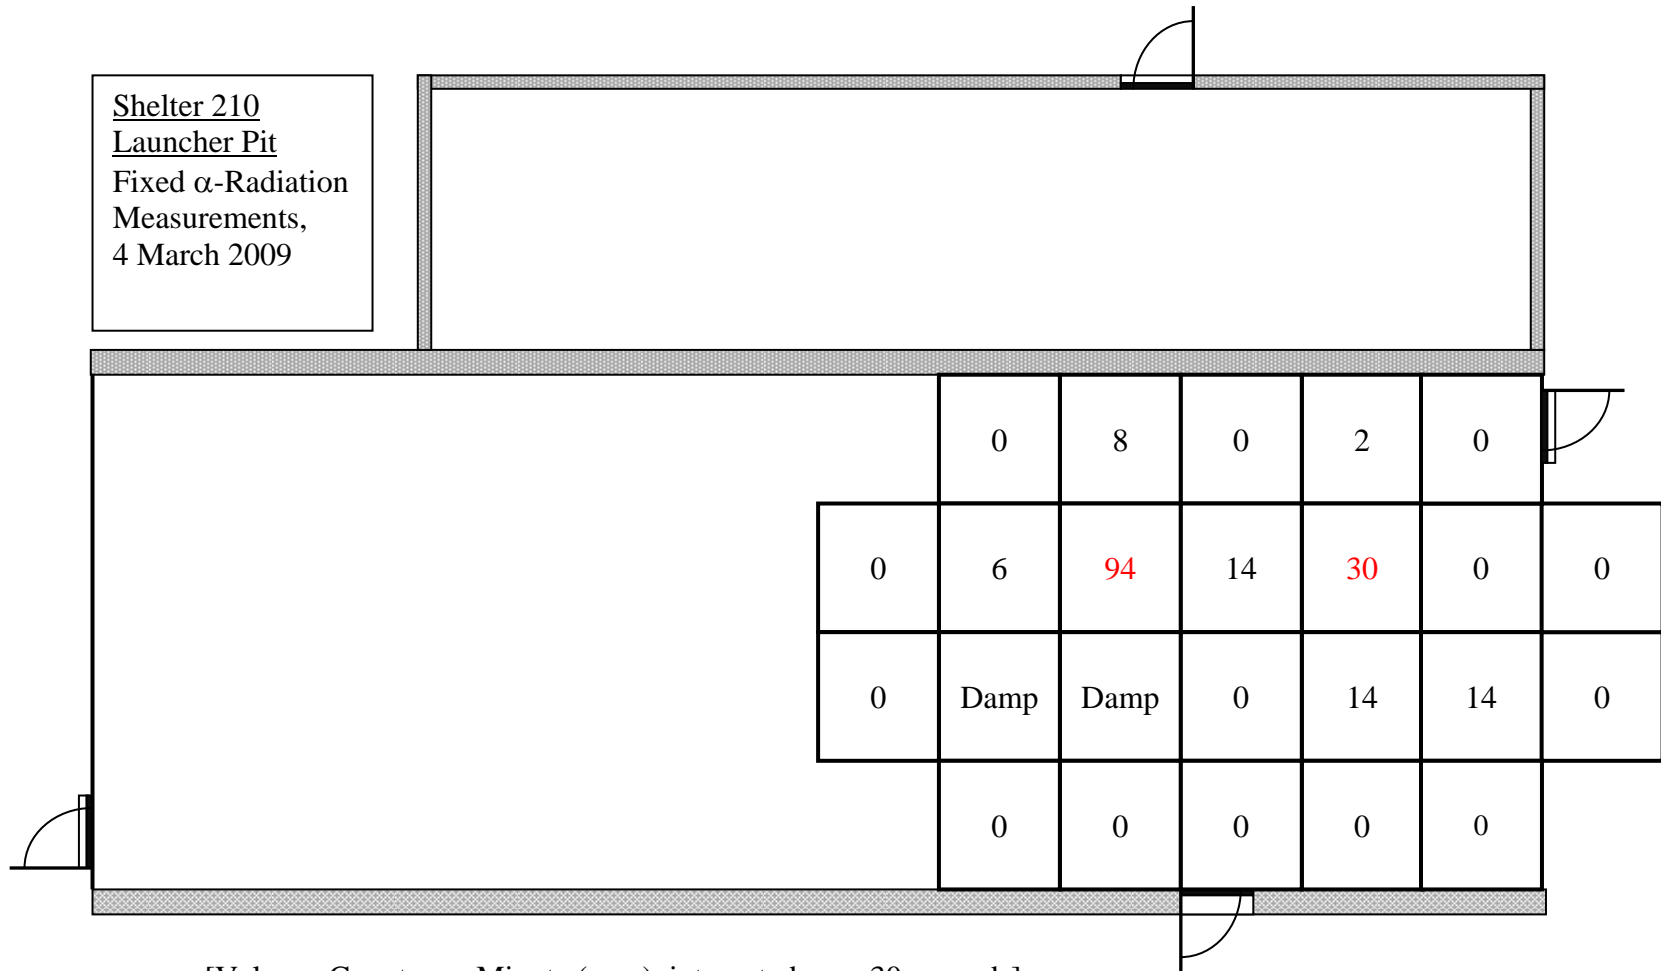 Shelter 210
Launcher Pit
Fixed α-Radiation
Measurements,
4 March 2009
0 8 0 2 0
0 6 94 14 30 0 0
0 Damp Damp 0 14 14 0
0 0 0 0 0